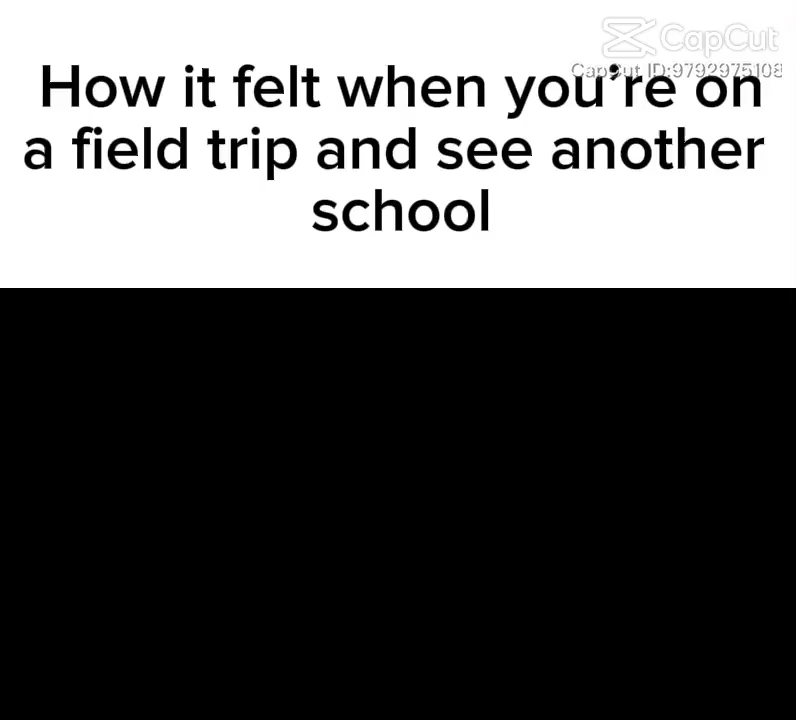 CapCut
CapCut ID:9792975108
How it felt when you're on
a field trip and see another
school